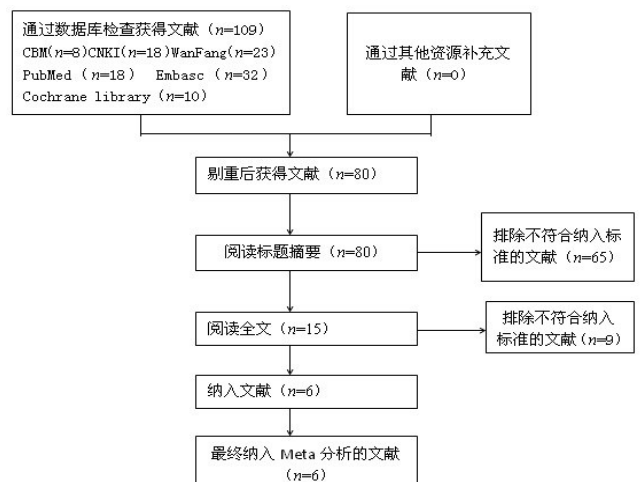 通过数据库检查获得文献（n=109）
CBM(n=8)CNKI(n=18)WanFang(n=23)
PubMed（n=18） Embasc（n=32）
Cochrane library（n=10）
通过其他资源补充文
献（n=0）
剔重后获得文献（n=80）
阅读标题摘要（n=80）
排除不符合纳入标
准的文献（n=65）
阅读全文（n=15）
排除不符合纳入
标准的文献(n=9）
纳入文献（n=6）
最终纳入 Meta 分析的文献
（n=6）